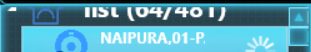 list (64/481)
NAIPURA,01-P.